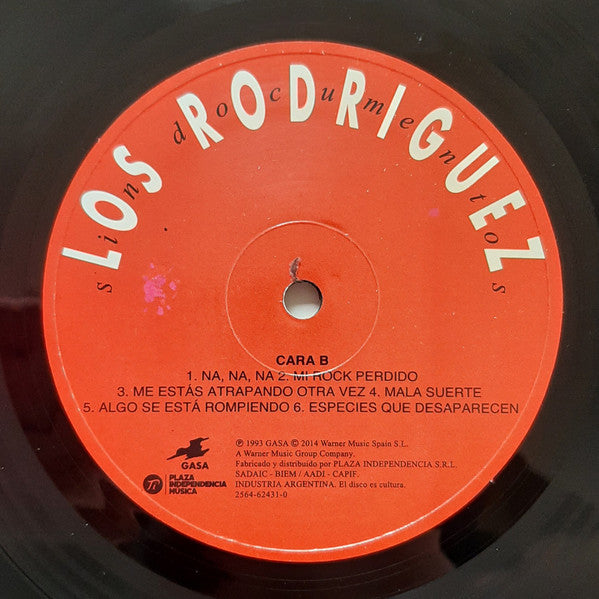 LOS RODRIGUEZ
sin documentos
CARA B
1. NA, NA, NA 2. MI ROCK PERDIDO
3. ME ESTÁS ATRAPANDO OTRA VEZ 4. MALA SUERTE
5. ALGO SE ESTÁ ROMPIENDO 6. ESPECIES QUE DESAPARECEN
GASA
PLAZA
INDEPENDENCIA
MUSICA
℗ 1993 GASA © 2014 Warner Music Spain S.L.
A Warner Music Group Company.
Fabricado y distribuido por PLAZA INDEPENDENCIA S.R.L.
SADAIC - BIEM / AADI - CAPIF.
INDUSTRIA ARGENTINA. El disco es cultura.
2564-62431-0